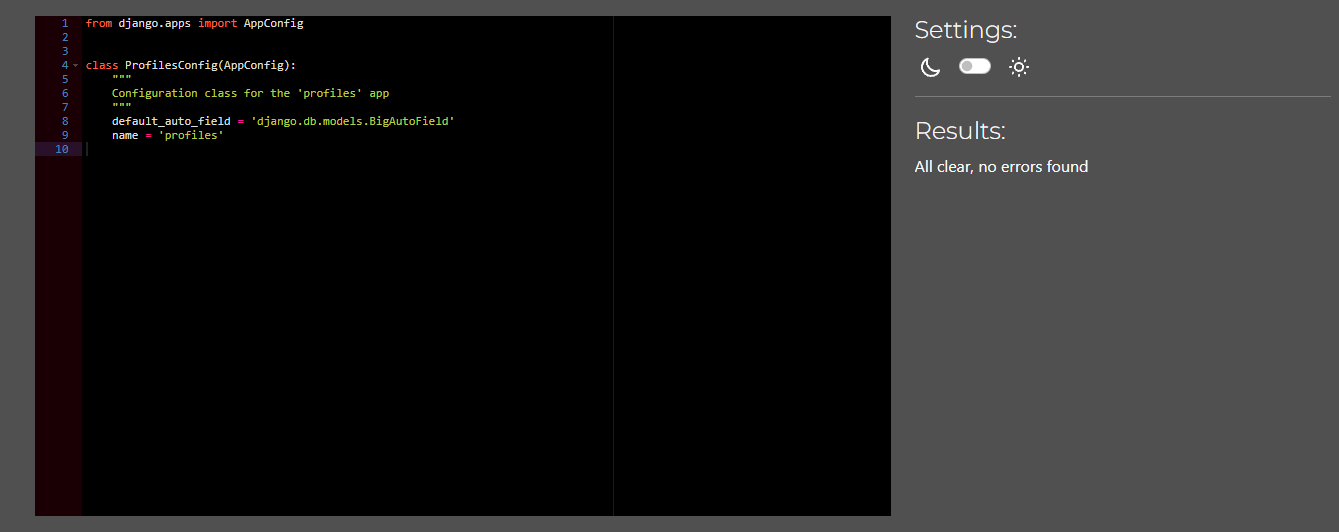 1 from django.apps import AppConfig
2
3
4 class ProfilesConfig(AppConfig):
5     """
6     Configuration class for the 'profiles' app
7     """
8     default_auto_field = 'django.db.models.BigAutoField'
9     name = 'profiles'
10
Settings:
Results:
All clear, no errors found